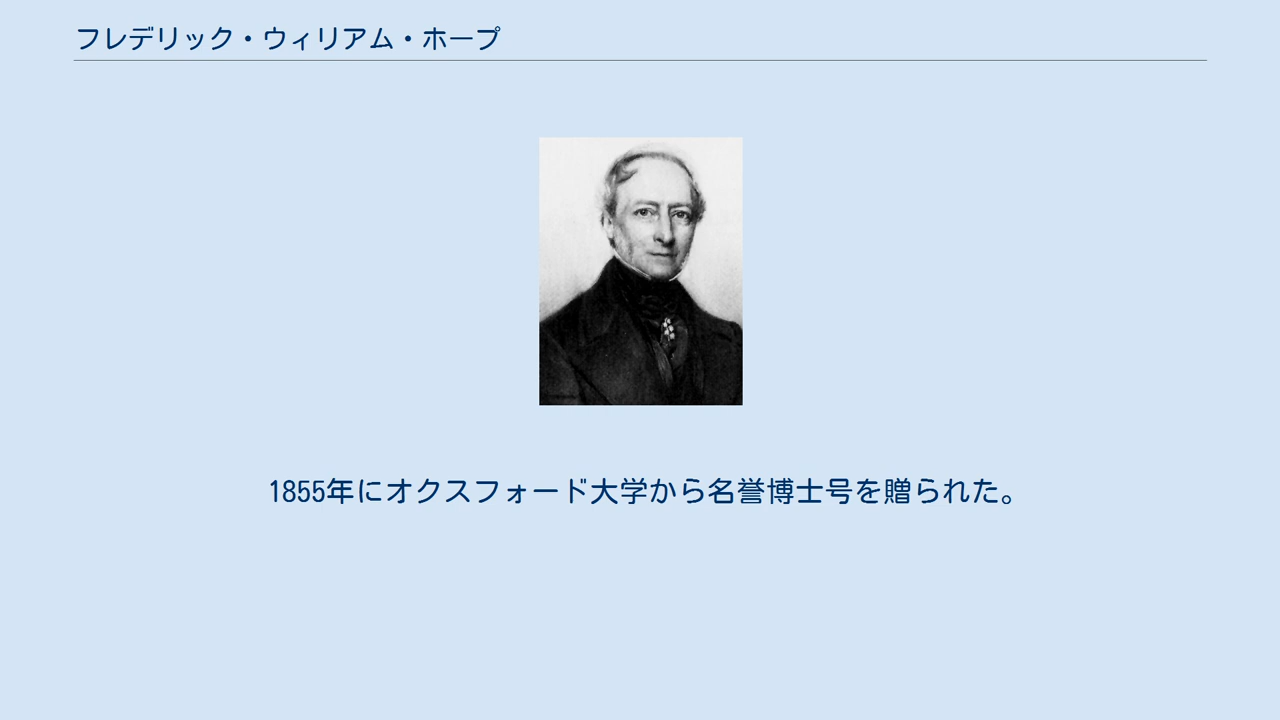 フレデリック・ウィリアム・ホープ
1855年にオクスフォード大学から名誉博士号を贈られた。